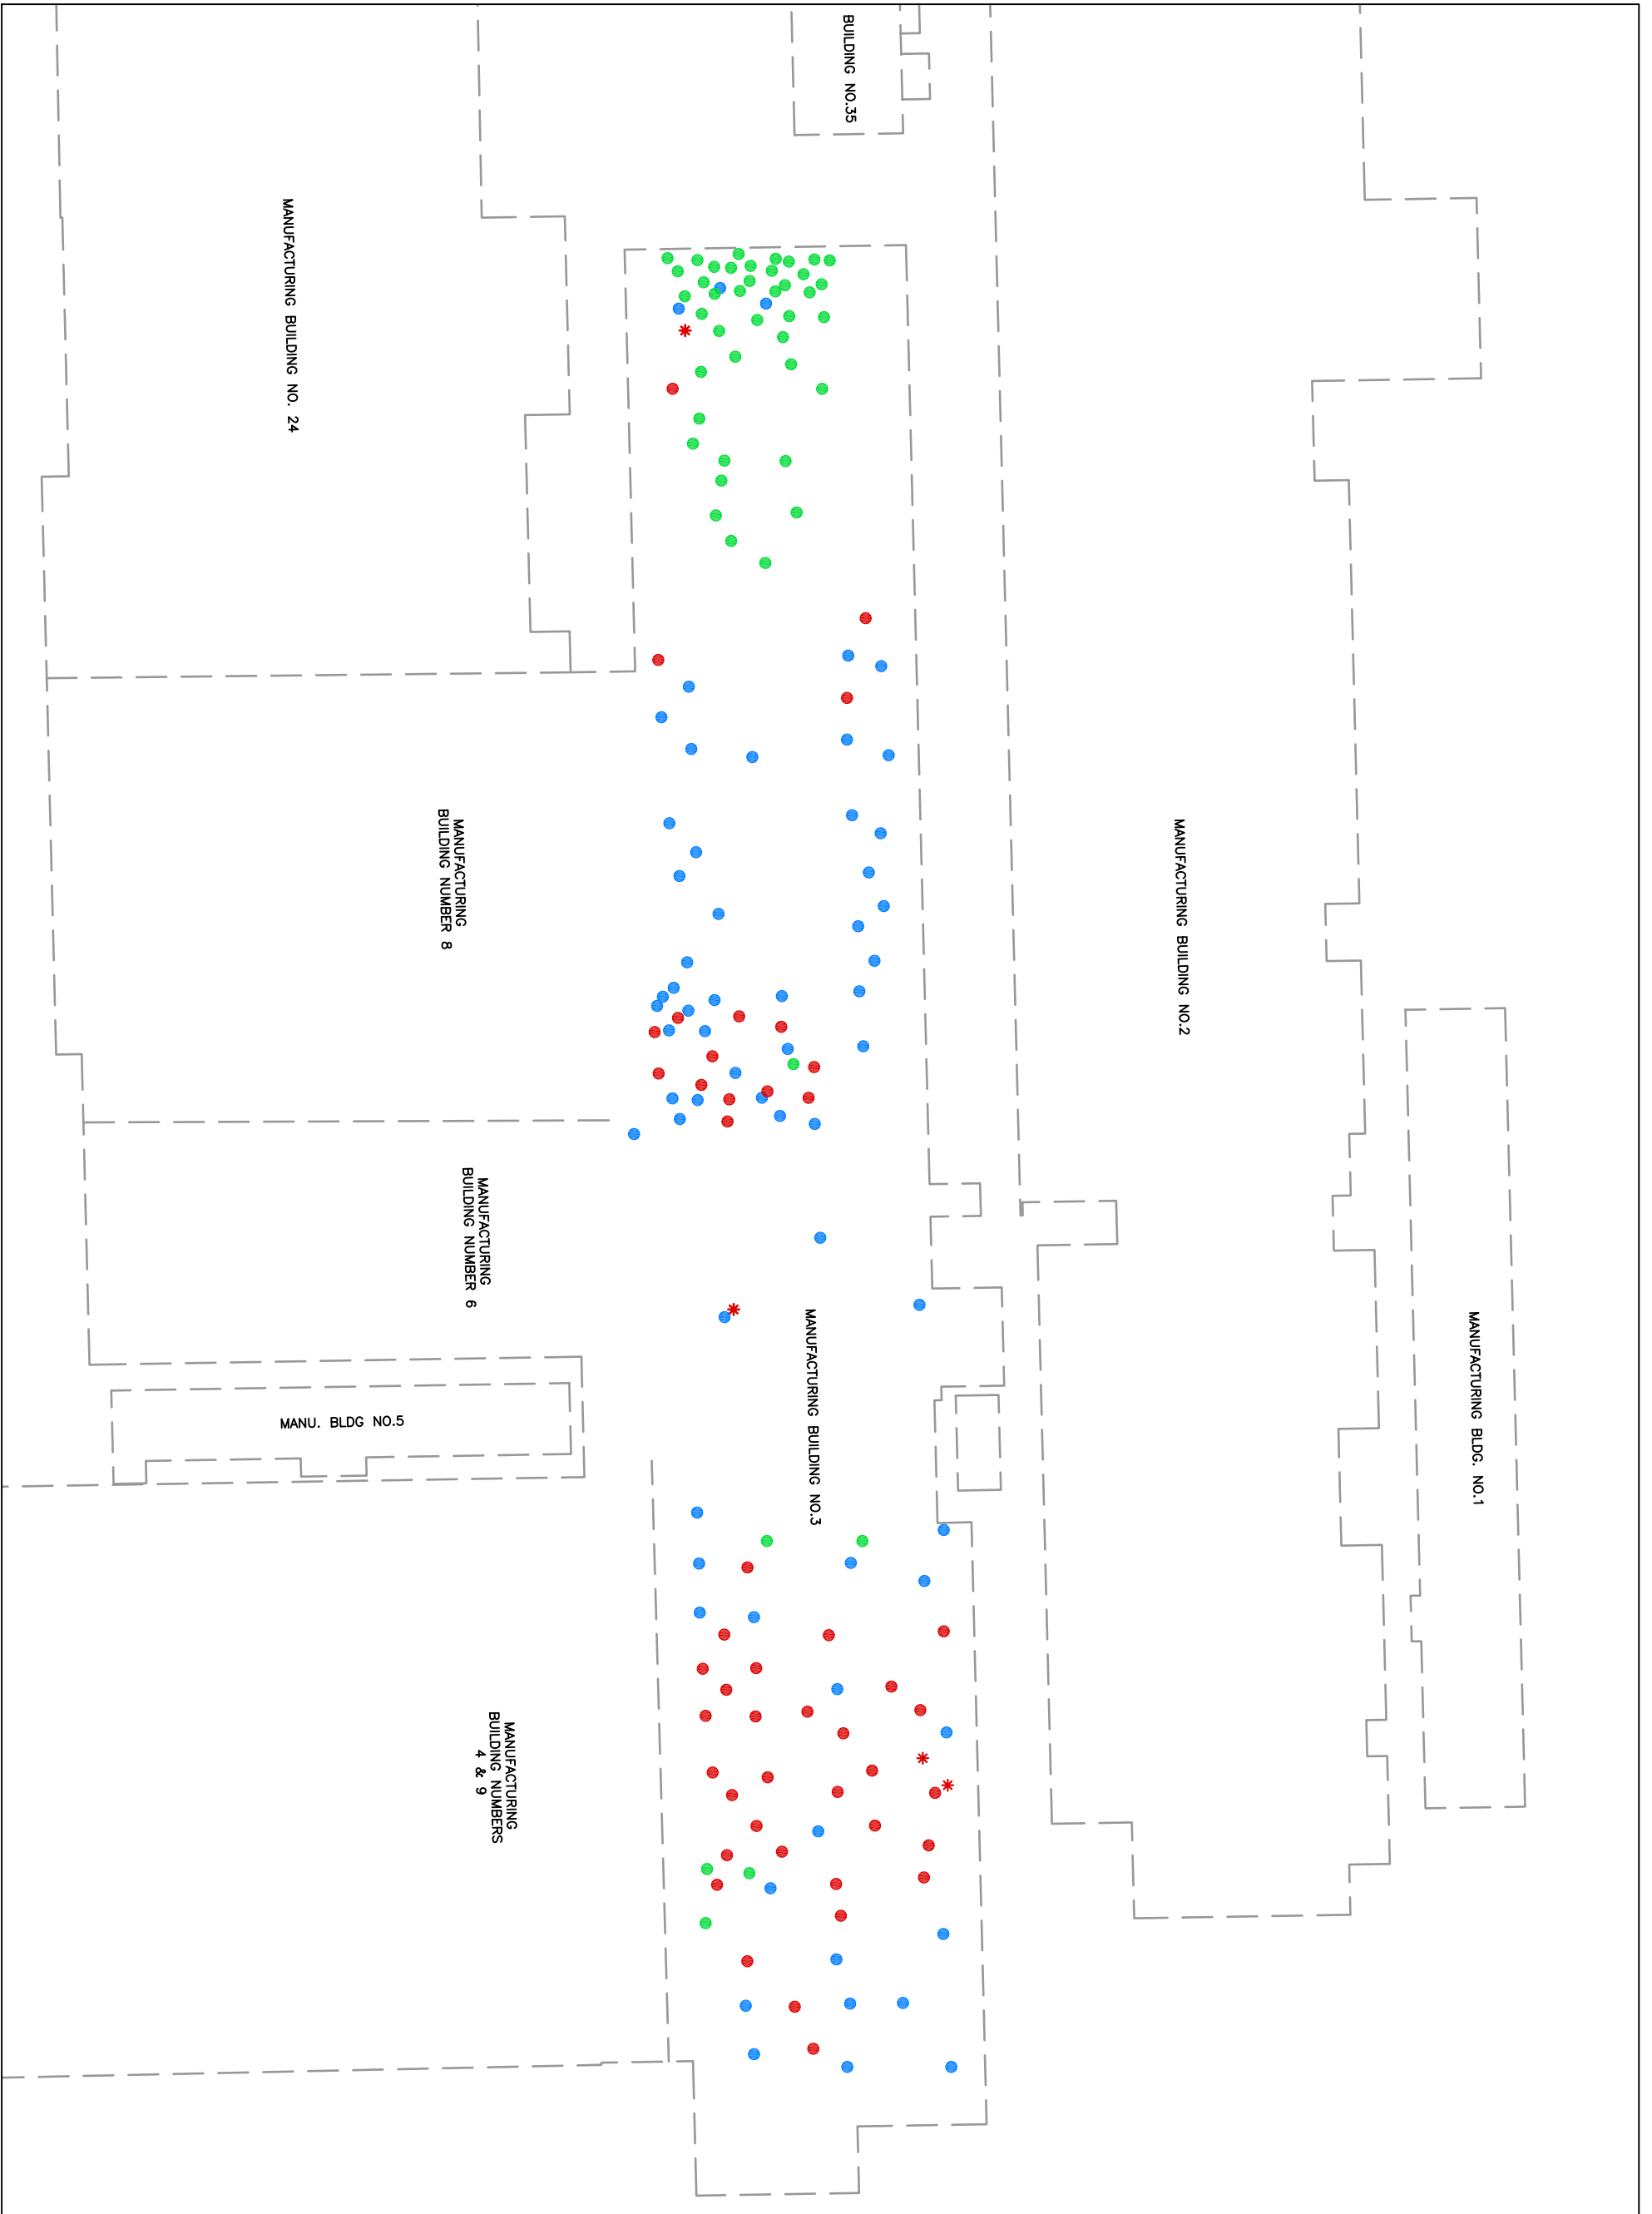 BUILDING NO.35
MANUFACTURING BUILDING NO. 24
MANUFACTURING BUILDING NO.2
MANUFACTURING
BUILDING NUMBER 8
MANUFACTURING
BUILDING NUMBER 6
MANUFACTURING BUILDING NO.3
MANUFACTURING BLDG. NO.1
MANU. BLDG NO.5
MANUFACTURING
BUILDING NUMBERS
4 & 9